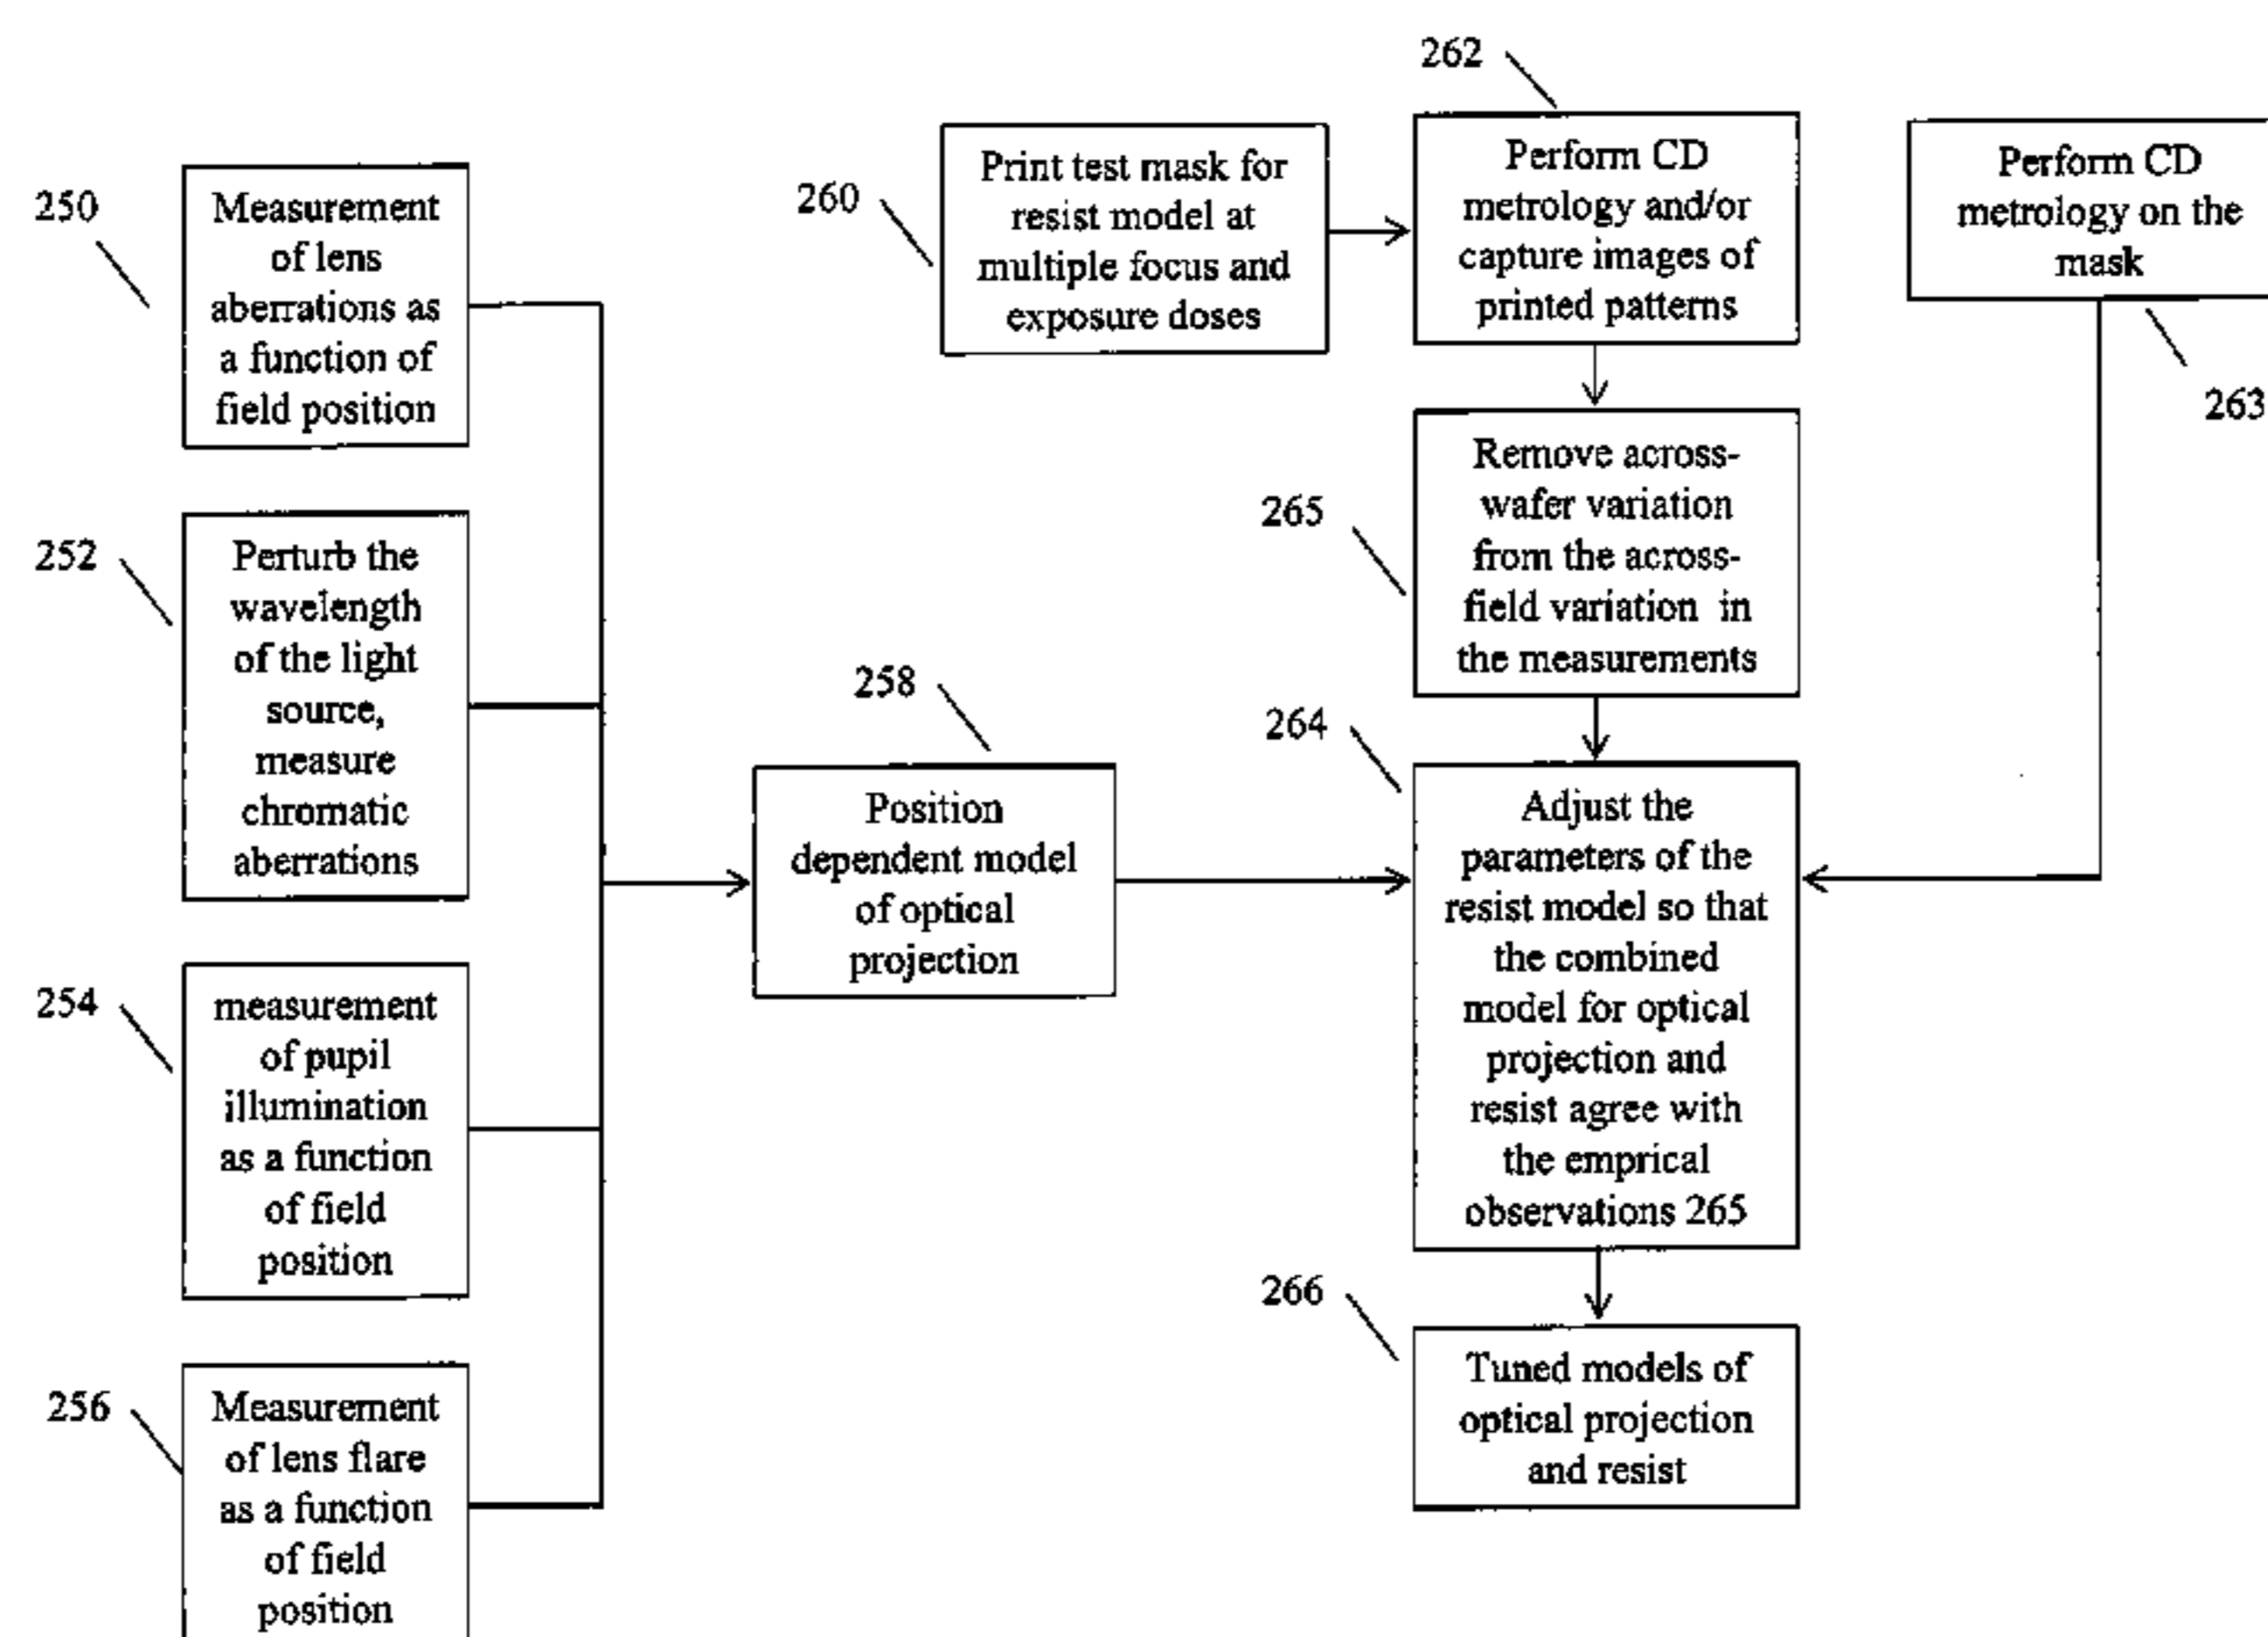 250
Measurement
of lens
aberrations as
a function of
field position
252
Perturb the
wavelength
of the light
source,
measure
chromatic
aberrations
254
measurement
of pupil
illumination
as a function
of field
position
256
Measurement
of lens flare
as a function
of field
position
258
Position
dependent model
of optical
projection
260
Print test mask for
resist model at
multiple focus and
exposure doses
262
Perform CD
metrology and/or
capture images of
printed patterns
Perform CD
metrology on the
mask
263
265
Remove across-
wafer variation
from the across-
field variation in
the measurements
264
Adjust the
parameters of the
resist model so that
the combined
model for optical
projection and
resist agree with
the emprical
observations 265
266
Tuned models of
optical projection
and resist